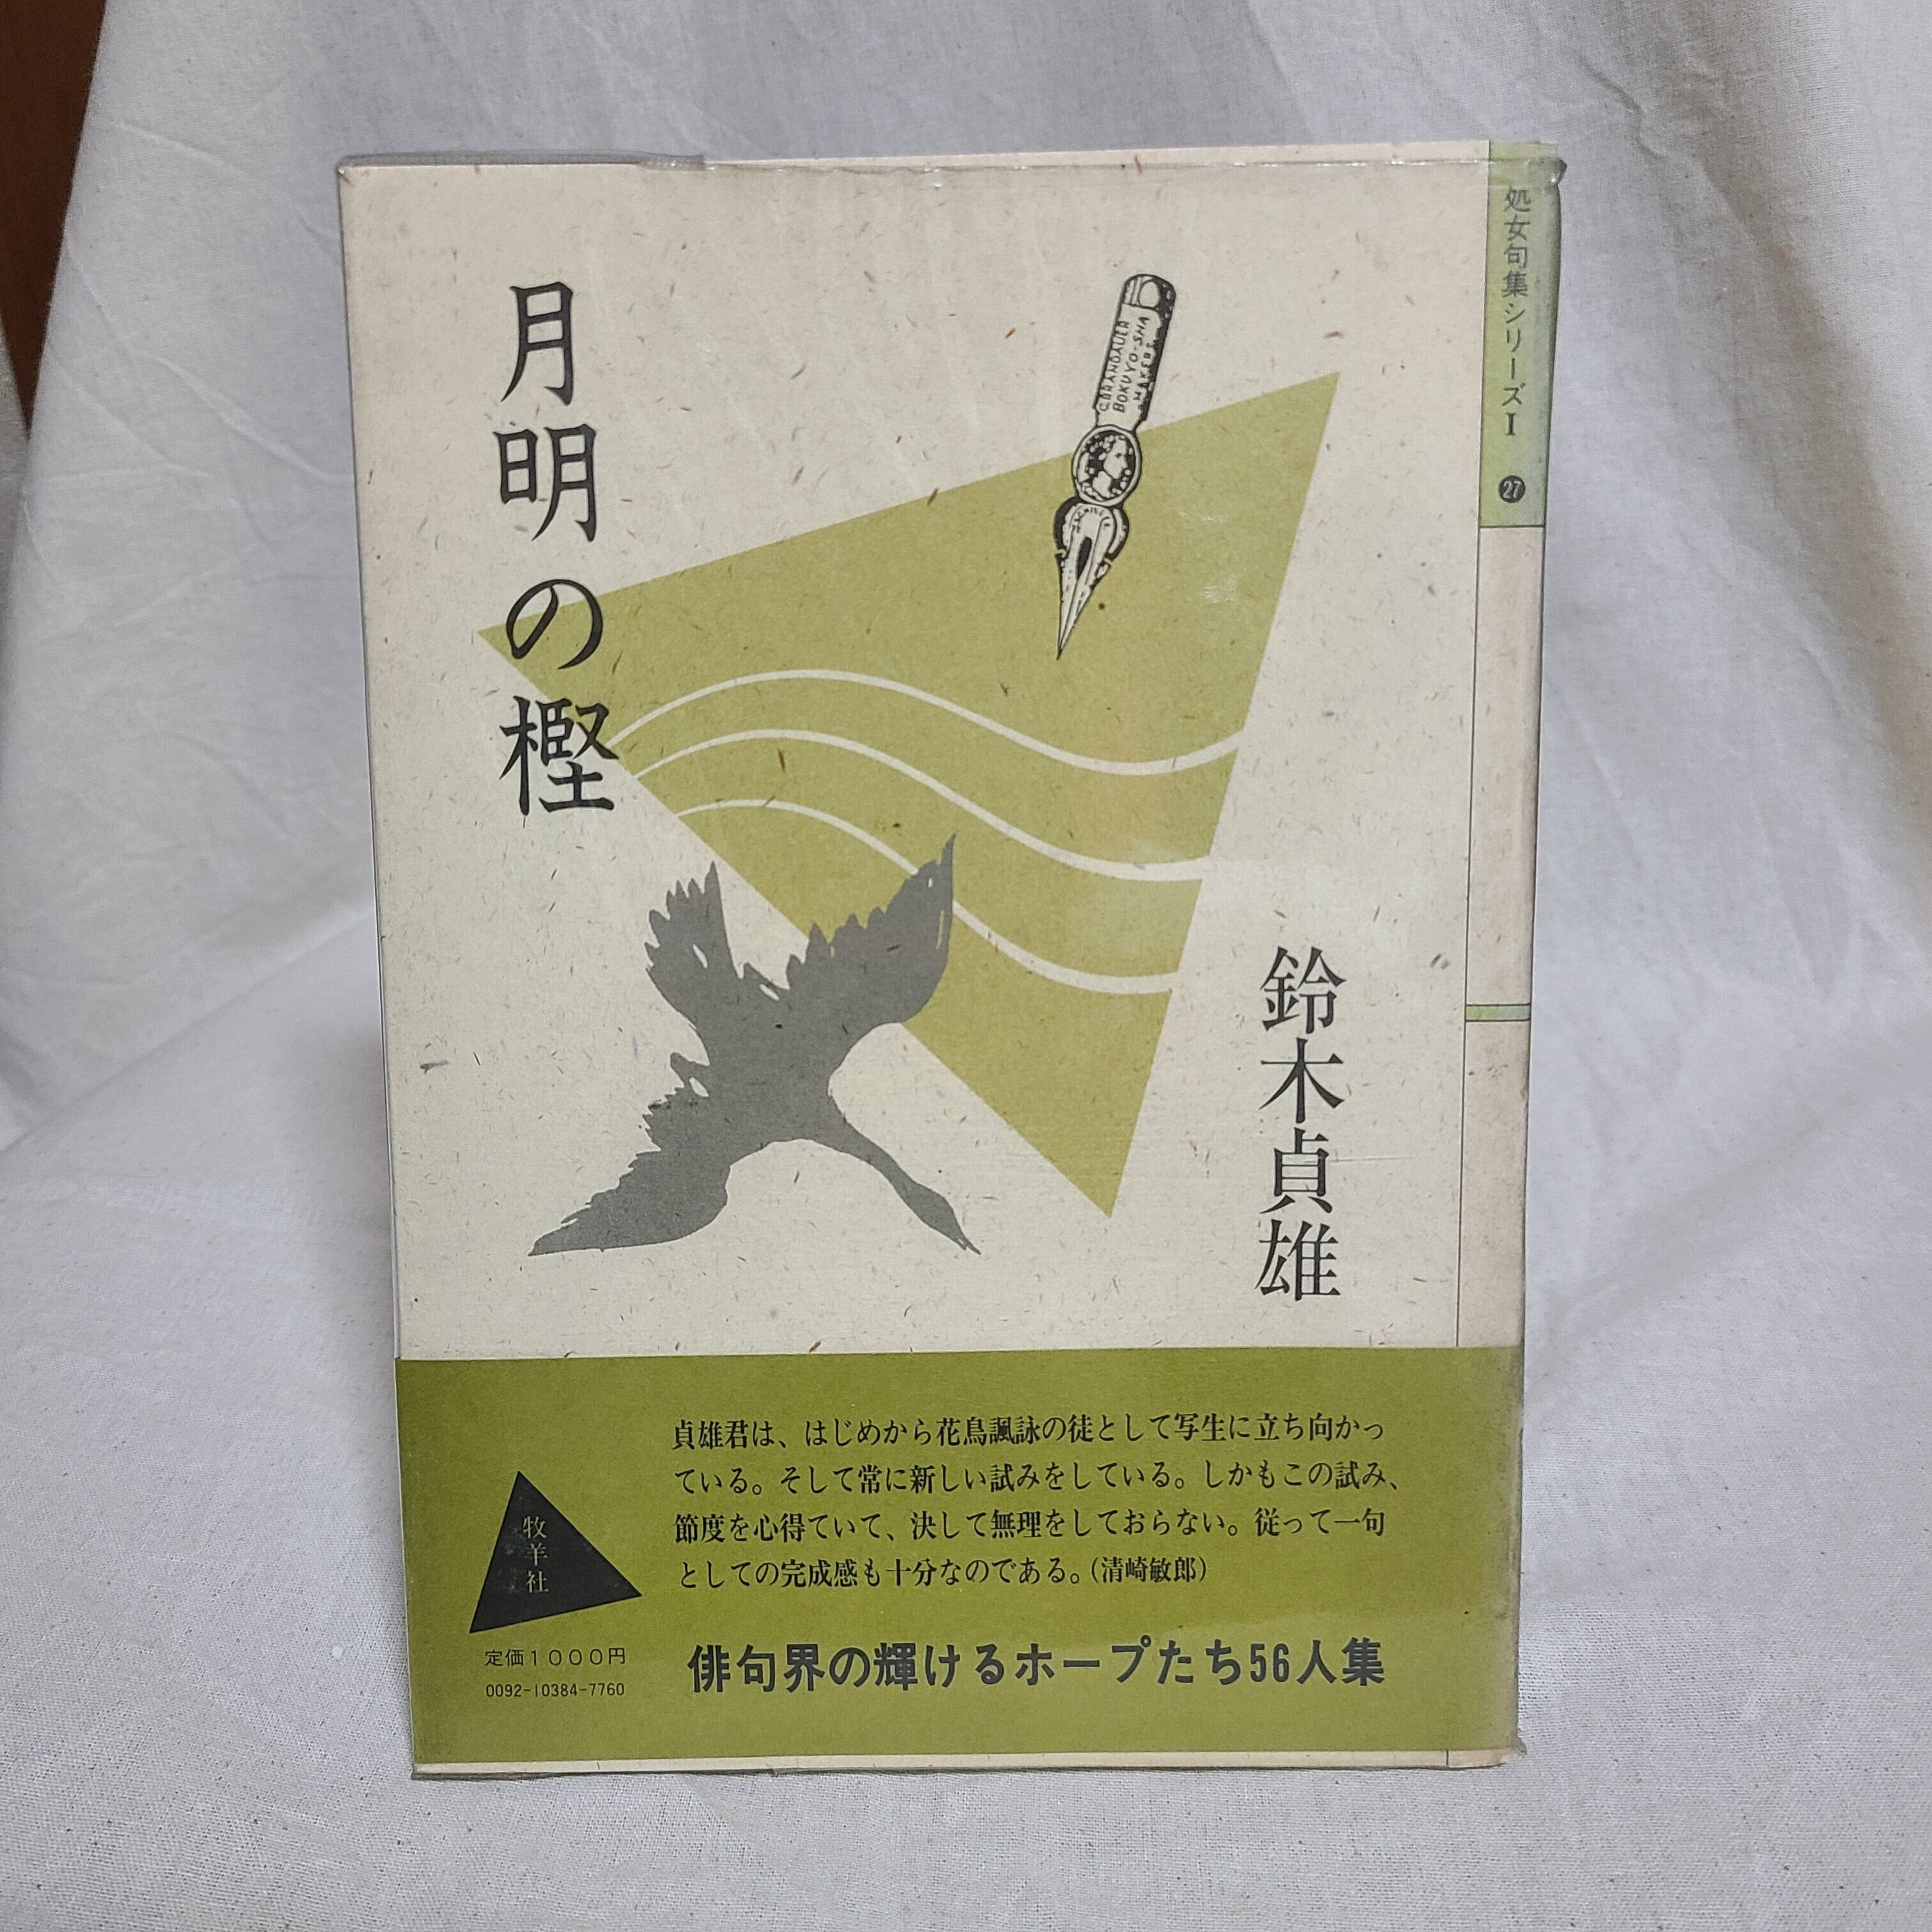 月明の樫
鈴木貞雄
C.BRANDAUER
BOKUYO-SHA
MAKERS
処女句集シリーズⅠ
27
貞雄君は、はじめから花鳥諷詠の徒として写生に立ち向かっ
ている。そして常に新しい試みをしている。しかもこの試み、
節度を心得ていて、決して無理をしておらない。従って一句
としての完成感も十分なのである。(清崎敏郎)
俳句界の輝けるホープたち56人集
牧羊社
定価1000円
0092-10384-7760